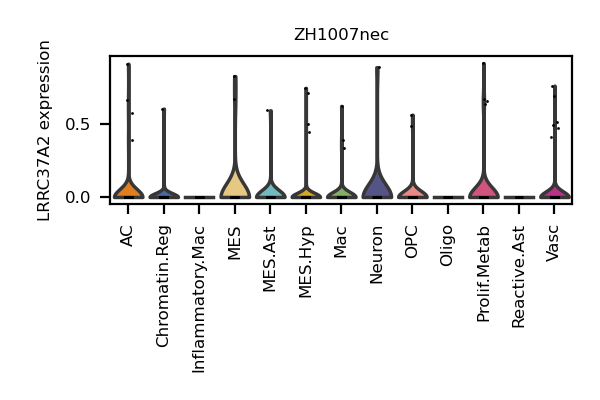 ZH1007nec
LRRC37A2 expression
0.5
0.0
AC
Chromatin.Reg
Inflammatory.Mac
MES
MES.Ast
MES.Hyp
Mac
Neuron
OPC
Oligo
Prolif.Metab
Reactive.Ast
Vasc